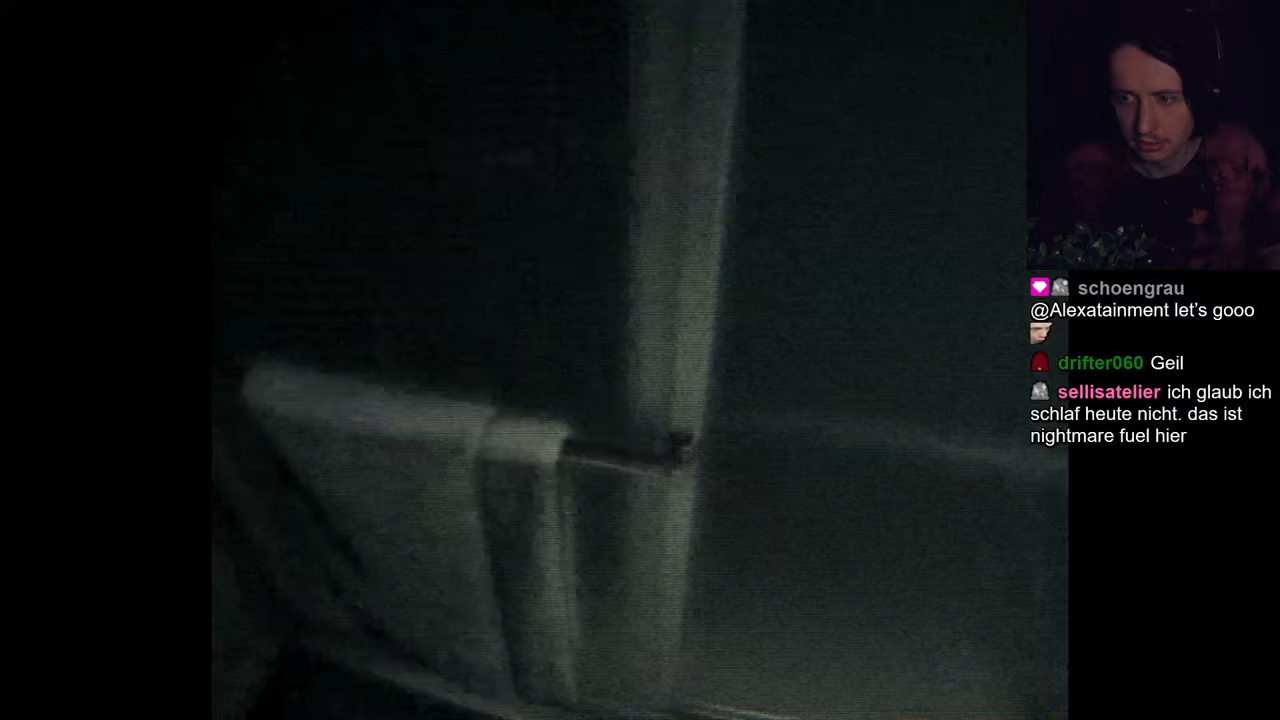 schoengrau
@Alexatainment let's gooo
drifter060 Geil
sellisatelier ich glaub ich
schlaf heute nicht. das ist
nightmare fuel hier